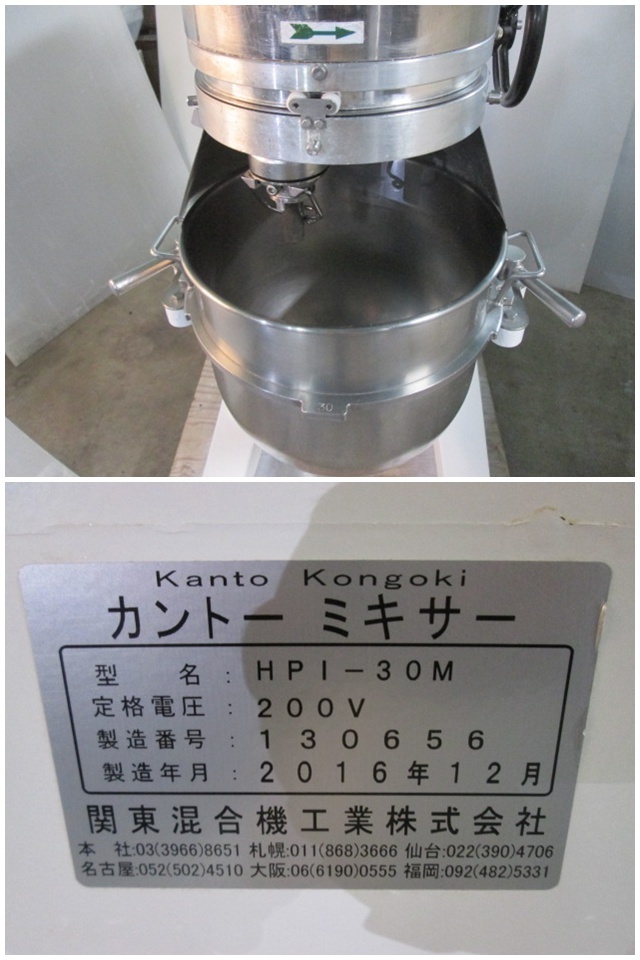 30
Kanto Kongoki
カントー ミキサー
型 名 : HPI-30M
定格電圧 : 200V
製造番号 : 130656
製造年月 : 2016年12月
関東混合機工業株式会社
本 社:03(3966)8651 札幌:011(868)3666 仙台:022(390)4706
名古屋:052(502)4510 大阪:06(6190)0555 福岡:092(482)5331